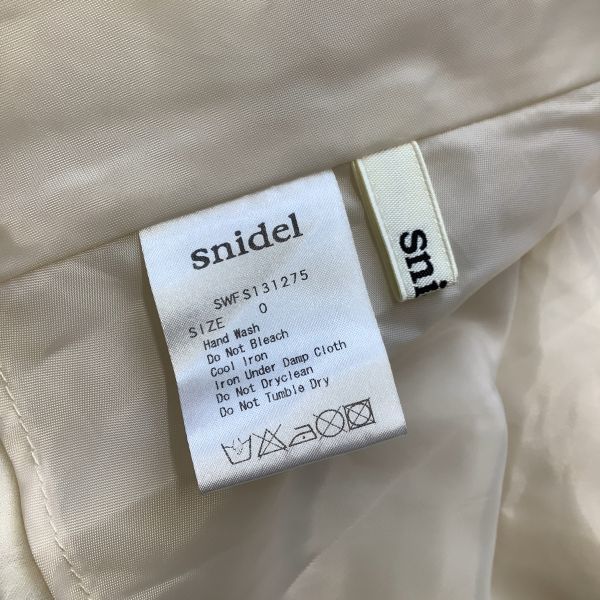 snidel
SWFS131275
SIZE 0
Hand Wash
Do Not Bleach
Cool Iron
Iron Under Damp Cloth
Do Not Dryclean
Do Not Tumble Dry
sni